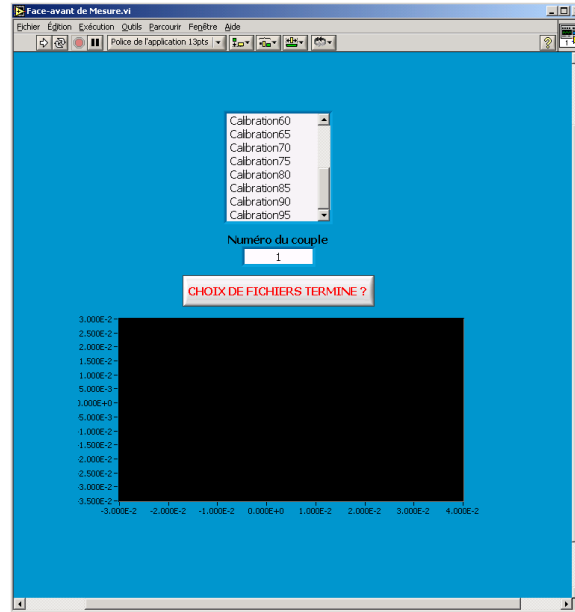 Face-avant de Mesure.vi
Fichier Édition Exécution Outils Parcourir Fenêtre Aide
Police de l'application 13pts
1
Calibration60
Calibration65
Calibration70
Calibration75
Calibration80
Calibration85
Calibration90
Calibration95
Numéro du couple
1
CHOIX DE FICHIERS TERMINE ?
3.000E-2
2.500E-2
2.000E-2
1.500E-2
1.000E-2
5.000E-3
0.000E+0
5.000E-3
-1.000E-2
-1.500E-2
-2.000E-2
-2.500E-2
-3.000E-2
-3.500E-2
-3.000E-2 -2.000E-2 -1.000E-2 0.000E+0 1.000E-2 2.000E-2 3.000E-2 4.000E-2